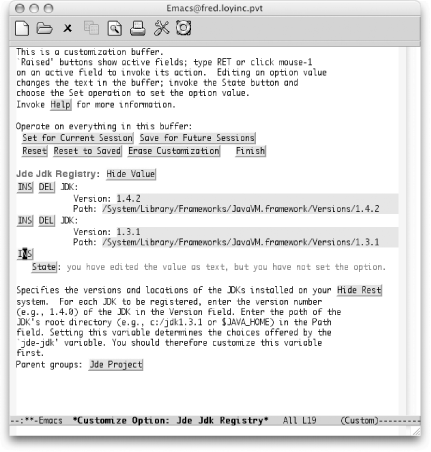 Emacs@fred.loyinc.pvt
This is a customization buffer.
`Raised' buttons show active fields; type RET or click mouse-1
on an active field to invoke its action.  Editing an option value
changes the text in the buffer; invoke the State button and
choose the Set operation to set the option value.
Invoke Help for more information.
Operate on everything in this buffer:
Set for Current Session  Save for Future Sessions
Reset  Reset to Saved  Erase Customization  Finish
Jde Jdk Registry: Hide Value
INS DEL JDK:
Version: 1.4.2
Path: /System/Library/Frameworks/JavaVM.framework/Versions/1.4.2
INS DEL JDK:
Version: 1.3.1
Path: /System/Library/Frameworks/JavaVM.framework/Versions/1.3.1
INS
State: you have edited the value as text, but you have not set the option.
Specifies the versions and locations of the JDKs installed on your Hide Rest
system.  For each JDK to be registered, enter the version number
(e.g., 1.4.0) of the JDK in the Version field. Enter the path of the
JDK's root directory (e.g., c:/jdk1.3.1 or $JAVA_HOME) in the Path
field. Setting this variable determines the choices offered by the
`jde-jdk' variable. You should therefore customize this variable
first.
Parent groups: Jde Project
--:**-Emacs  *Customize Option: Jde Jdk Registry*   All L19    (Custom)---------